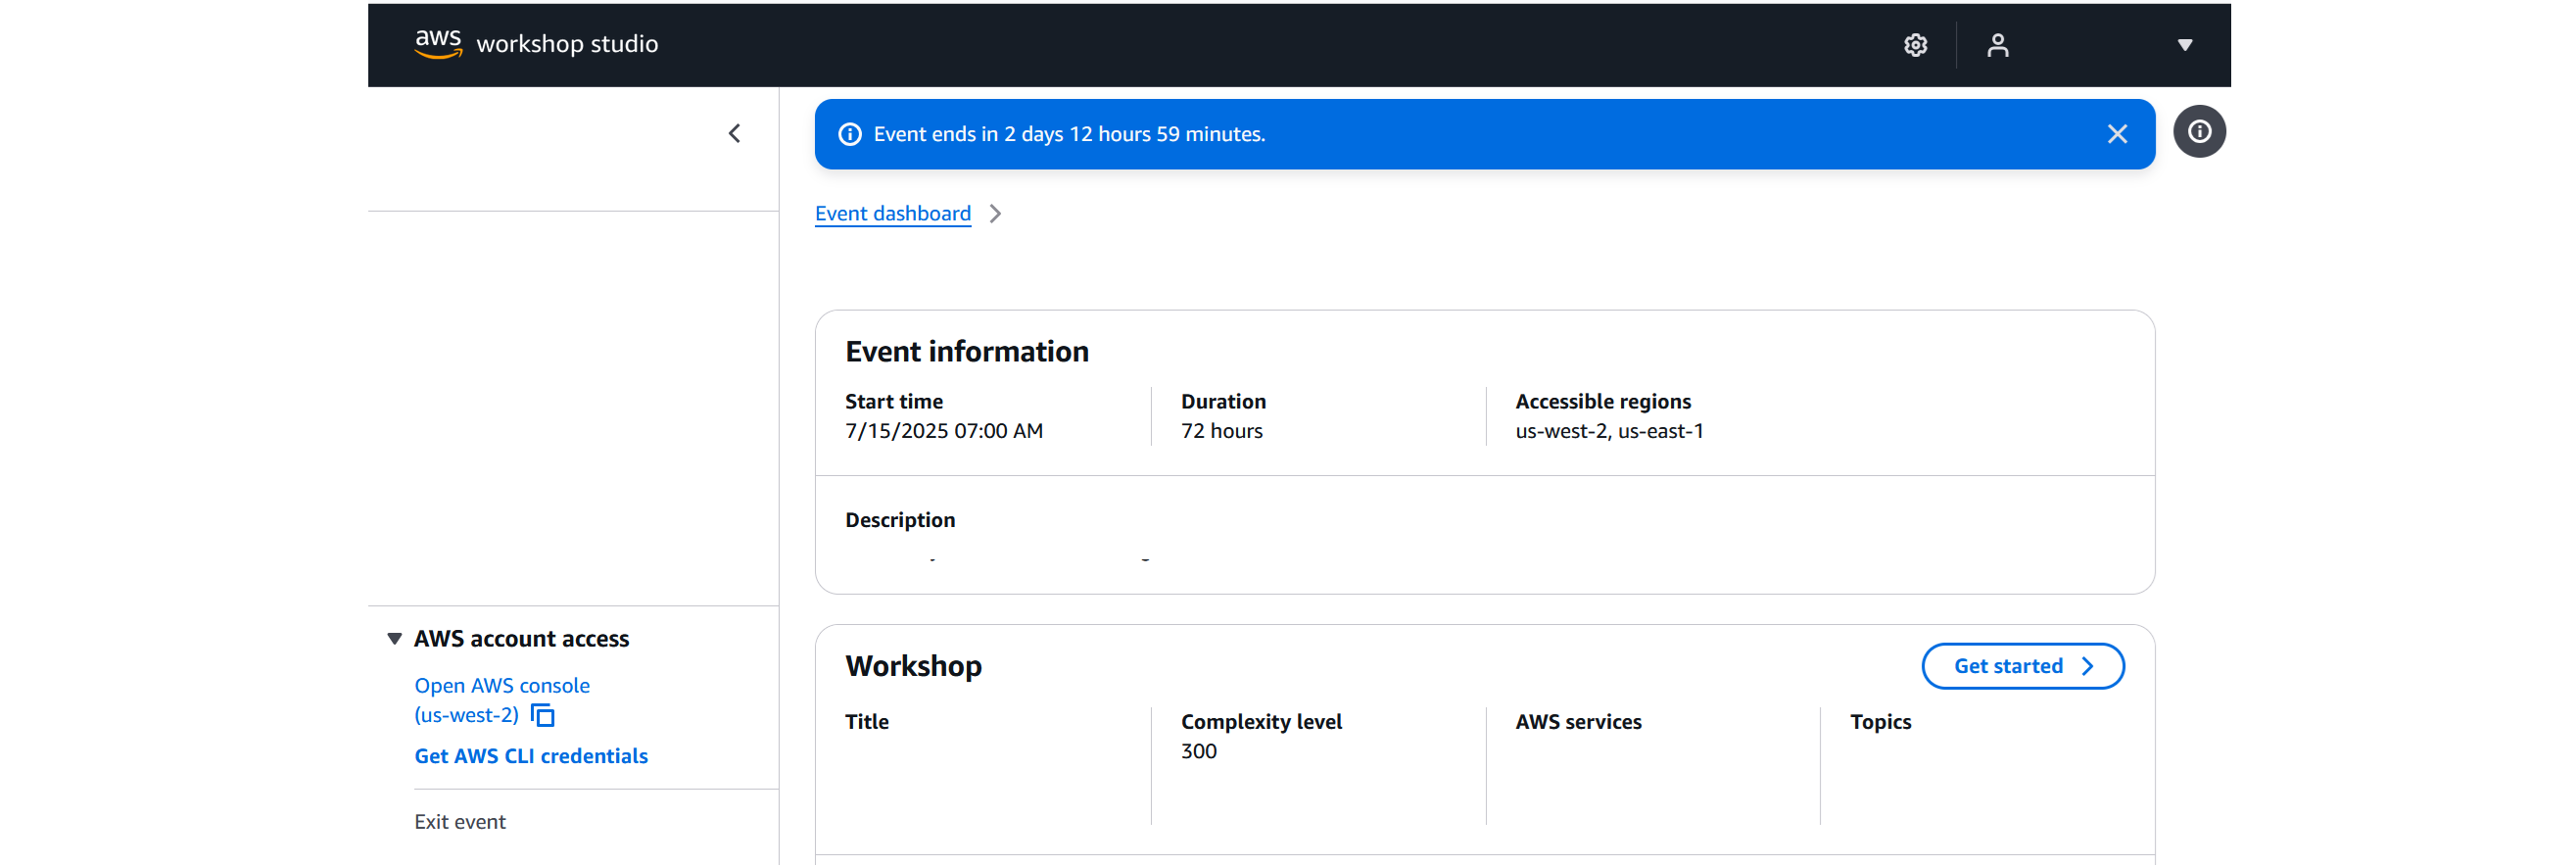 aws workshop studio
Event ends in 2 days 12 hours 59 minutes.
Event dashboard
Event information
Start time
7/15/2025 07:00 AM
Duration
72 hours
Accessible regions
us-west-2, us-east-1
Description
AWS account access
Open AWS console
(us-west-2)
Get AWS CLI credentials
Exit event
Workshop
Get started
Title
Complexity level
300
AWS services
Topics